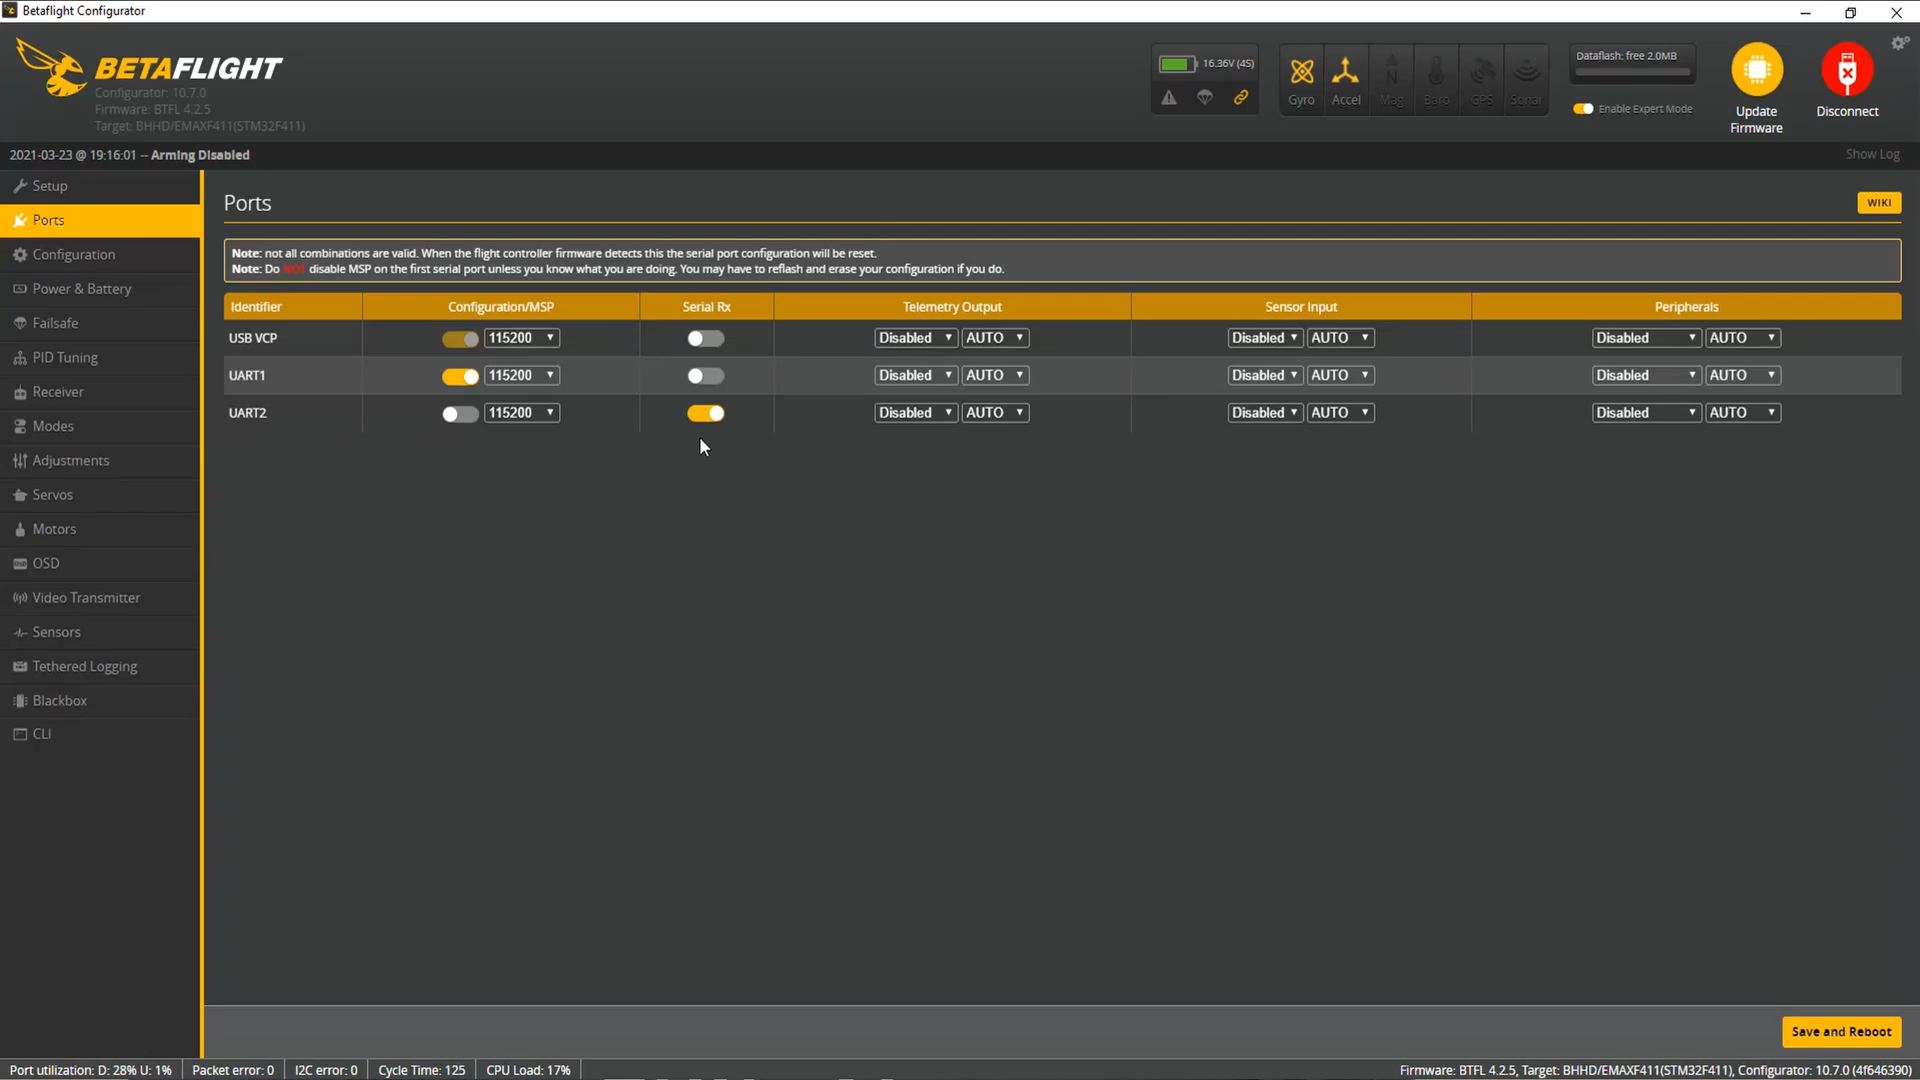 Betaflight Configurator
BETAFLIGHT
Configurator: 10.7.0
Firmware: BTFL 4.2.5
Target: BHHD/EMAXF411(STM32F411)
16.36V (4S)
Gyro Accel Mag Baro GPS Sonar
Dataflash: free 2.0MB
Enable Expert Mode
Update Firmware
Disconnect
2021-03-23 @ 19:16:01 -- Arming Disabled
Show Log
Setup
Ports
Configuration
Power & Battery
Failsafe
PID Tuning
Receiver
Modes
Adjustments
Servos
Motors
OSD
Video Transmitter
Sensors
Tethered Logging
Blackbox
CLI
Ports
WIKI
Note: not all combinations are valid. When the flight controller firmware detects this the serial port configuration will be reset.
Note: Do NOT disable MSP on the first serial port unless you know what you are doing. You may have to reflash and erase your configuration if you do.
Identifier Configuration/MSP Serial Rx Telemetry Output Sensor Input Peripherals
USB VCP 115200 Disabled AUTO Disabled AUTO Disabled AUTO
UART1 115200 Disabled AUTO Disabled AUTO Disabled AUTO
UART2 115200 Disabled AUTO Disabled AUTO Disabled AUTO
Save and Reboot
Port utilization: D: 28% U: 1% Packet error: 0 I2C error: 0 Cycle Time: 125 CPU Load: 17%
Firmware: BTFL 4.2.5, Target: BHHD/EMAXF411(STM32F411), Configurator: 10.7.0 (4f646390)